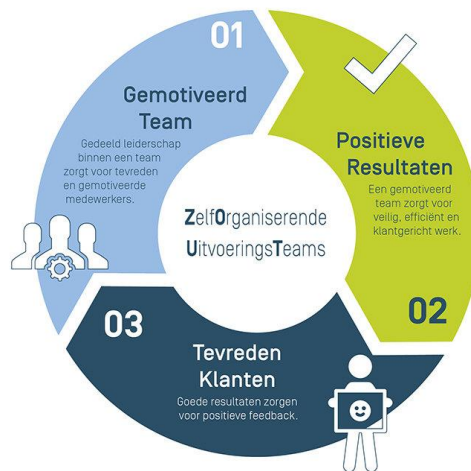 01
Gemotiveerd
Team
Gedeeld leiderschap
binnen een team
zorgt voor tevreden
en gemotiveerde
medewerkers.
Positieve
Resultaten
Een gemotiveerd
team zorgt voor
veilig, efficiënt en
klantgericht werk.
02
ZelfOrganiserende
UitvoeringsTeams
03
Tevreden
Klanten
Goede resultaten zorgen
voor positieve feedback.